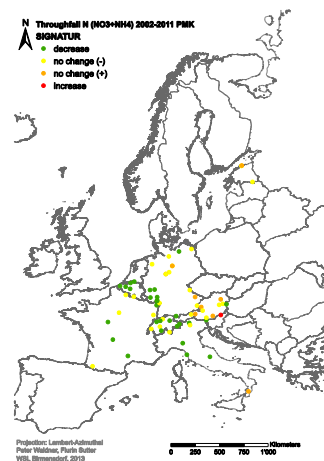 N
Throughfall N (NO3+NH4) 2002-2011 PMK
SIGNATUR
decrease
no change (-)
no change (+)
increase
Projection: Lambert-Azimuthal
Peter Waldner, Flurin Sutter
WSL Birmensdorf, 2013
Kilometers
0 250 500 750 1'000